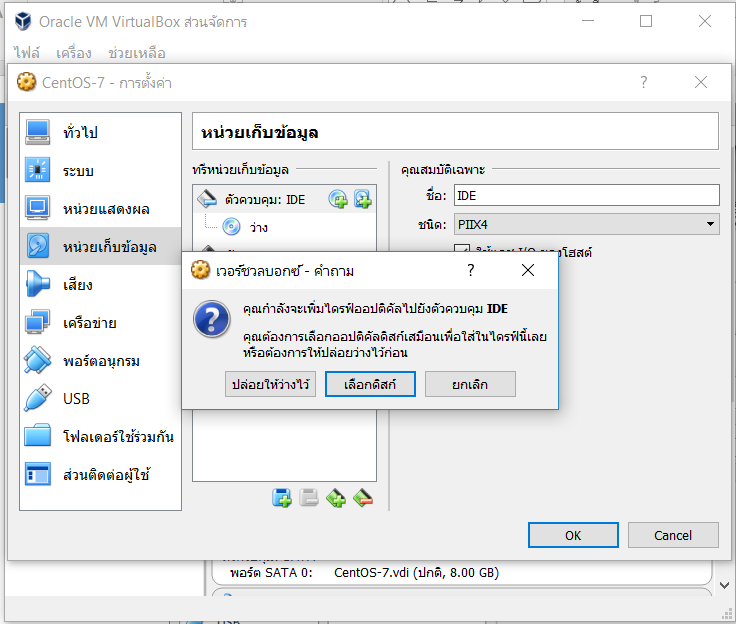 Oracle VM VirtualBox ส่วนจัดการ
ไฟล์ เครื่อง ช่วยเหลือ
CentOS-7 - การตั้งค่า
?
ทั่วไป
ระบบ
หน่วยแสดงผล
หน่วยเก็บข้อมูล
เสียง
เครือข่าย
พอร์ตอนุกรม
USB
โฟลเดอร์ใช้ร่วมกัน
ส่วนติดต่อผู้ใช้
หน่วยเก็บข้อมูล
ทรีหน่วยเก็บข้อมูล
ตัวควบคุม: IDE
ว่าง
คุณสมบัติเฉพาะ
ชื่อ: IDE
ชนิด: PIIX4
เวอร์ชวลบอกซ์ - คำถาม
?
คุณกำลังจะเพิ่มไดรฟ์ออปติคัลไปยังตัวควบคุม IDE
คุณต้องการเลือกออปติคัลดิสก์เสมือนเพื่อใส่ในไดรฟ์นี้เลย
หรือต้องการให้ปล่อยว่างไว้ก่อน
ปล่อยให้ว่างไว้ เลือกดิสก์ ยกเลิก
OK Cancel
พอร์ต SATA 0: CentOS-7.vdi (ปกติ, 8.00 GB)
USB